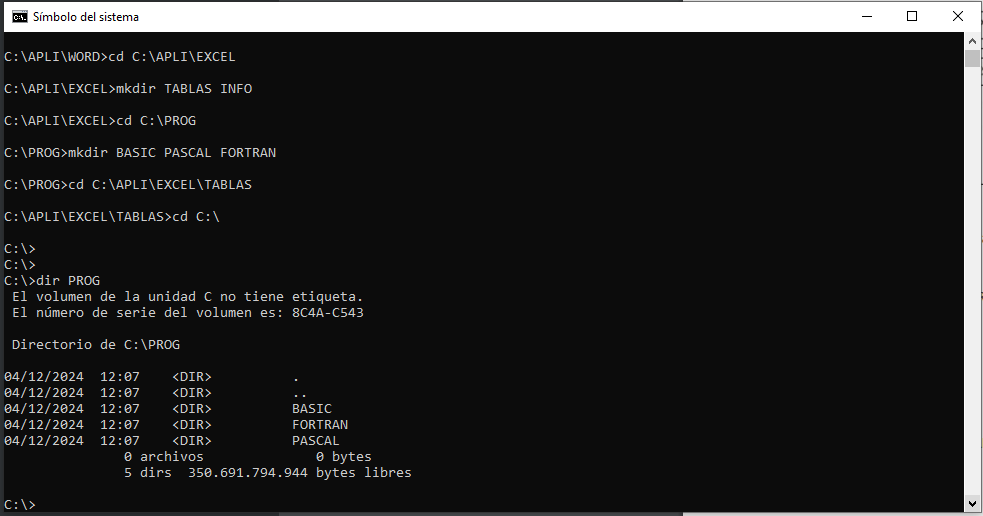 Símbolo del sistema
C:\APLI\WORD>cd C:\APLI\EXCEL
C:\APLI\EXCEL>mkdir TABLAS INFO
C:\APLI\EXCEL>cd C:\PROG
C:\PROG>mkdir BASIC PASCAL FORTRAN
C:\PROG>cd C:\APLI\EXCEL\TABLAS
C:\APLI\EXCEL\TABLAS>cd C:\
C:\>
C:\>
C:\>dir PROG
 El volumen de la unidad C no tiene etiqueta.
 El número de serie del volumen es: 8C4A-C543
 Directorio de C:\PROG
04/12/2024  12:07    <DIR>          .
04/12/2024  12:07    <DIR>          ..
04/12/2024  12:07    <DIR>          BASIC
04/12/2024  12:07    <DIR>          FORTRAN
04/12/2024  12:07    <DIR>          PASCAL
               0 archivos              0 bytes
               5 dirs  350.691.794.944 bytes libres
C:\>